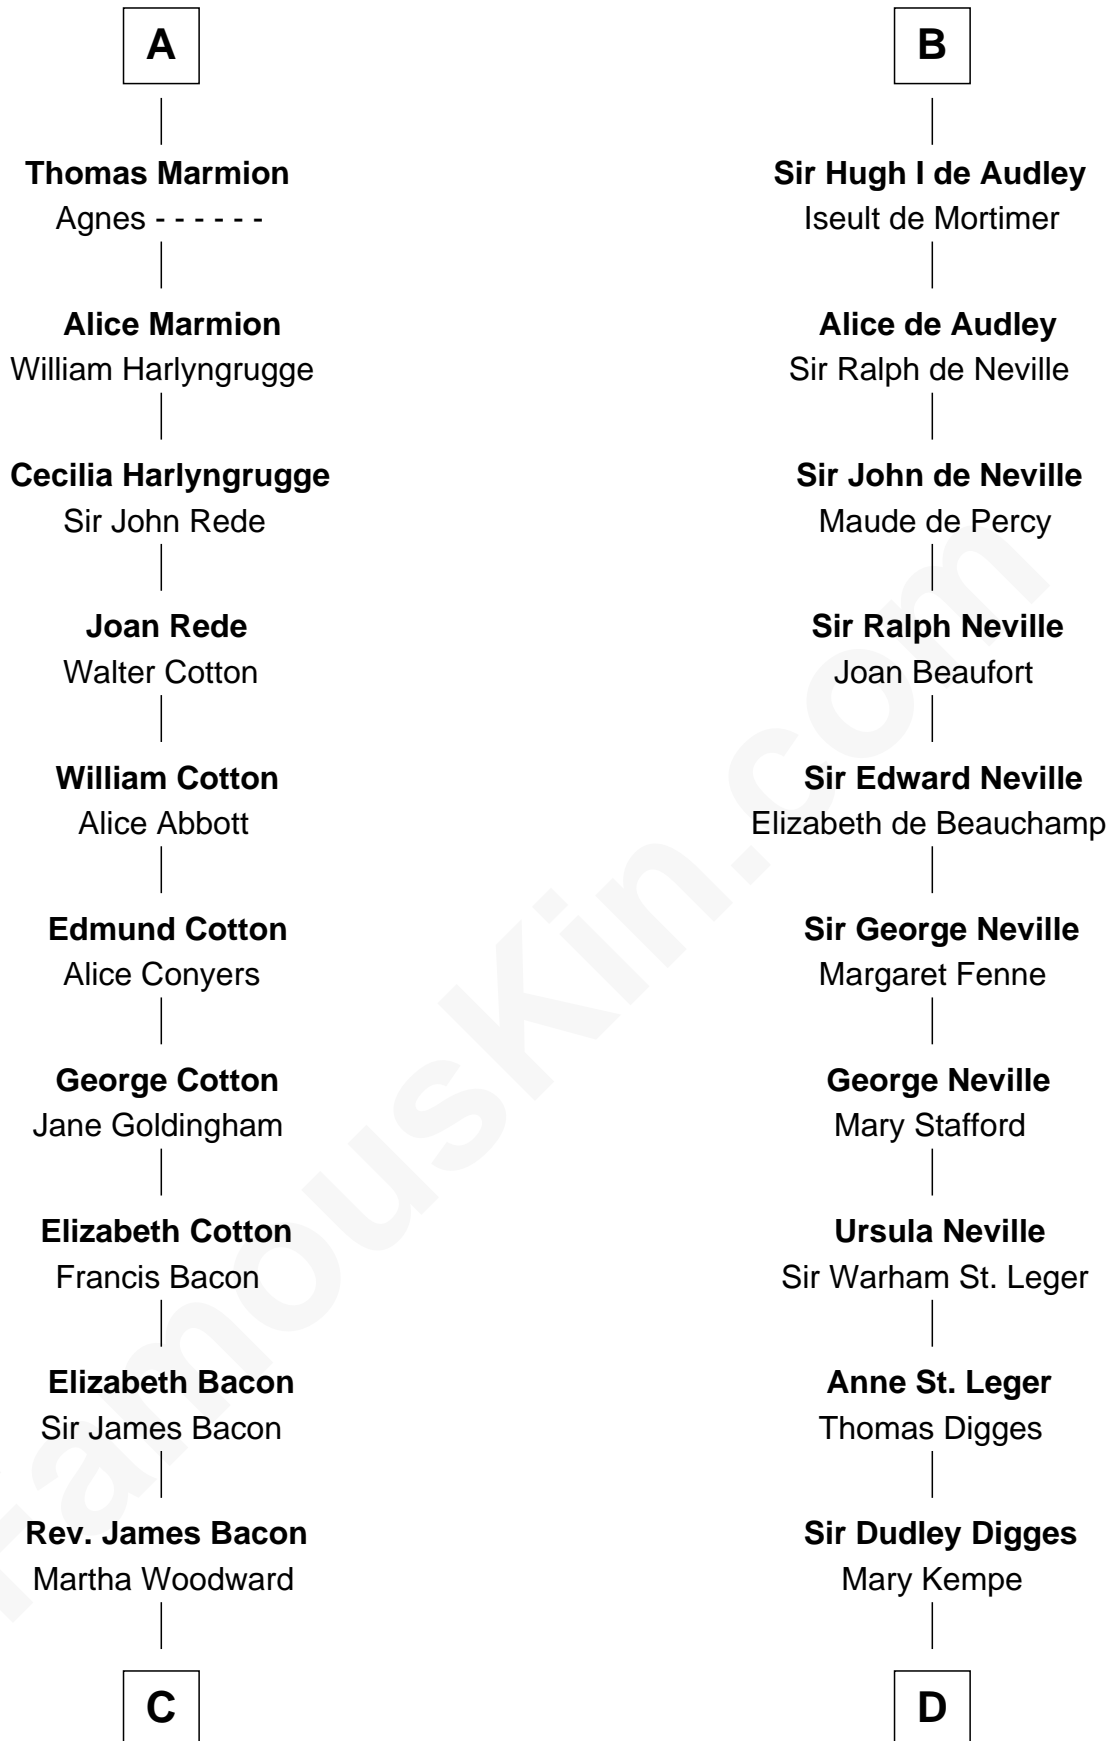 A
Thomas Marmion
Agnes - - - - - -
Alice Marmion
William Harlyngrugge
Cecilia Harlyngrugge
Sir John Rede
Joan Rede
Walter Cotton
William Cotton
Alice Abbott
Edmund Cotton
Alice Conyers
George Cotton
Jane Goldingham
Elizabeth Cotton
Francis Bacon
Elizabeth Bacon
Sir James Bacon
Rev. James Bacon
Martha Woodward
C
B
Sir Hugh I de Audley
Iseult de Mortimer
Alice de Audley
Sir Ralph de Neville
Sir John de Neville
Maude de Percy
Sir Ralph Neville
Joan Beaufort
Sir Edward Neville
Elizabeth de Beauchamp
Sir George Neville
Margaret Fenne
George Neville
Mary Stafford
Ursula Neville
Sir Warham St. Leger
Anne St. Leger
Thomas Digges
Sir Dudley Digges
Mary Kempe
D
FamousKin.com